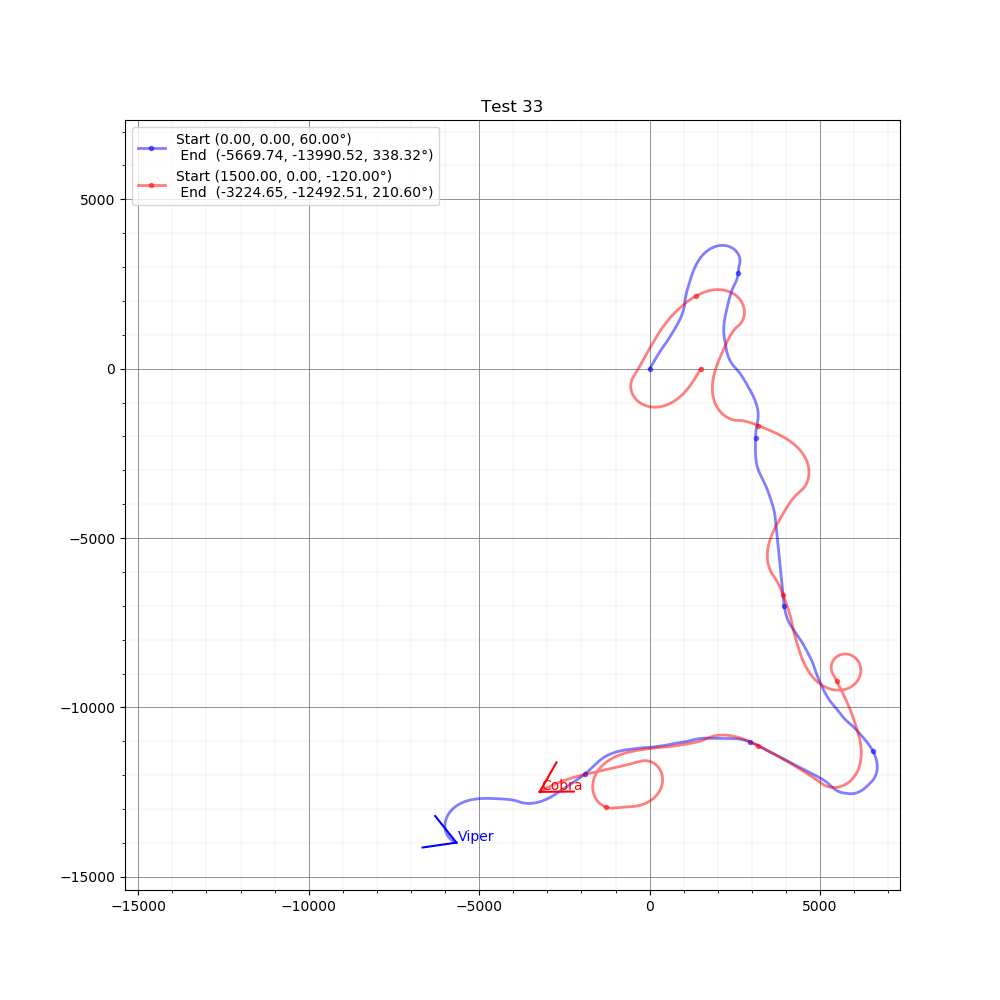 Test 33
Start (0.00, 0.00, 60.00°)
End (-5669.74, -13990.52, 338.32°)
Start (1500.00, 0.00, -120.00°)
End (-3224.65, -12492.51, 210.60°)
5000
0
−5000
−10000
−15000
Cobra
Viper
−15000 −10000 −5000 0 5000